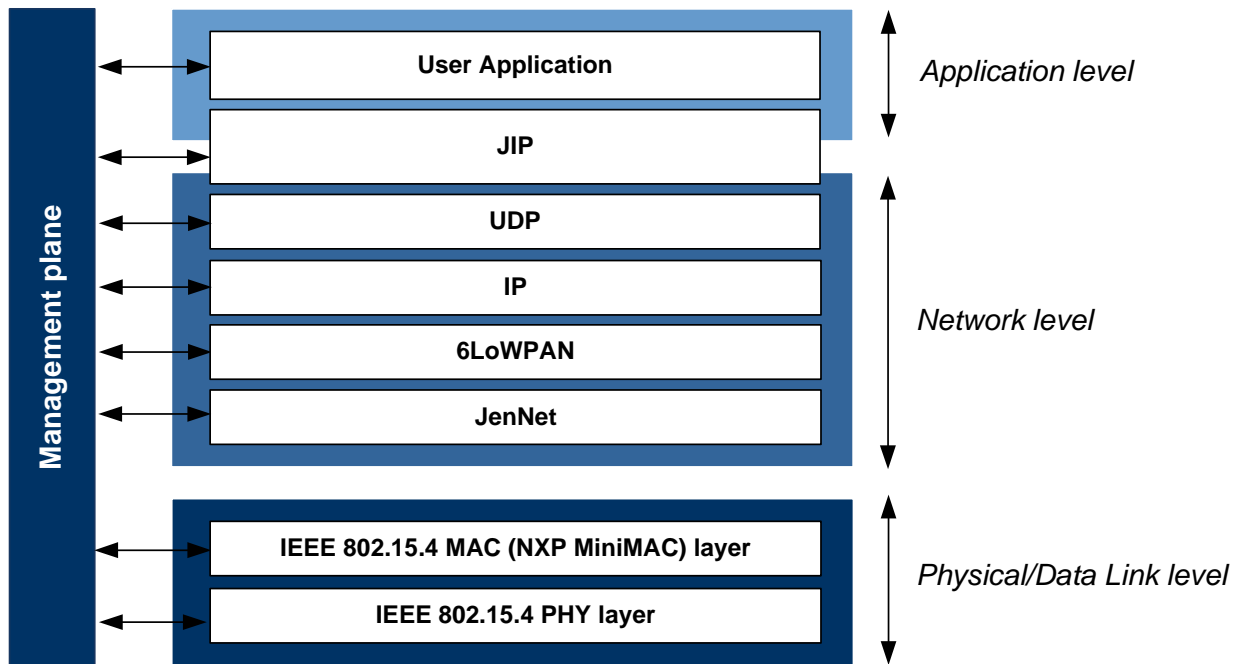 Management plane
User Application
JIP
UDP
IP
6LoWPAN
JenNet
IEEE 802.15.4 MAC (NXP MiniMAC) layer
IEEE 802.15.4 PHY layer
Application level
Network level
Physical/Data Link level